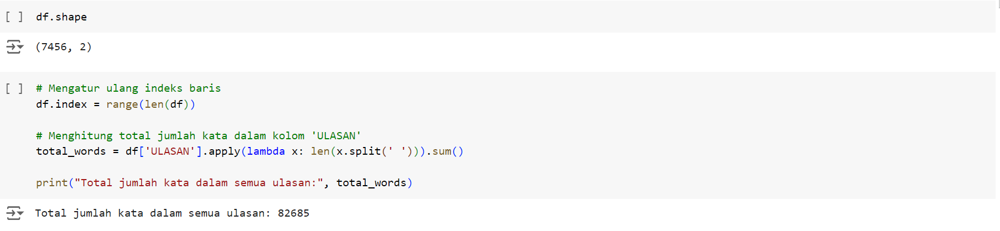 [ ] df.shape
(7456, 2)
[ ] # Mengatur ulang indeks baris
df.index = range(len(df))
# Menghitung total jumlah kata dalam kolom 'ULASAN'
total_words = df['ULASAN'].apply(lambda x: len(x.split(' '))).sum()
print("Total jumlah kata dalam semua ulasan:", total_words)
Total jumlah kata dalam semua ulasan: 82685